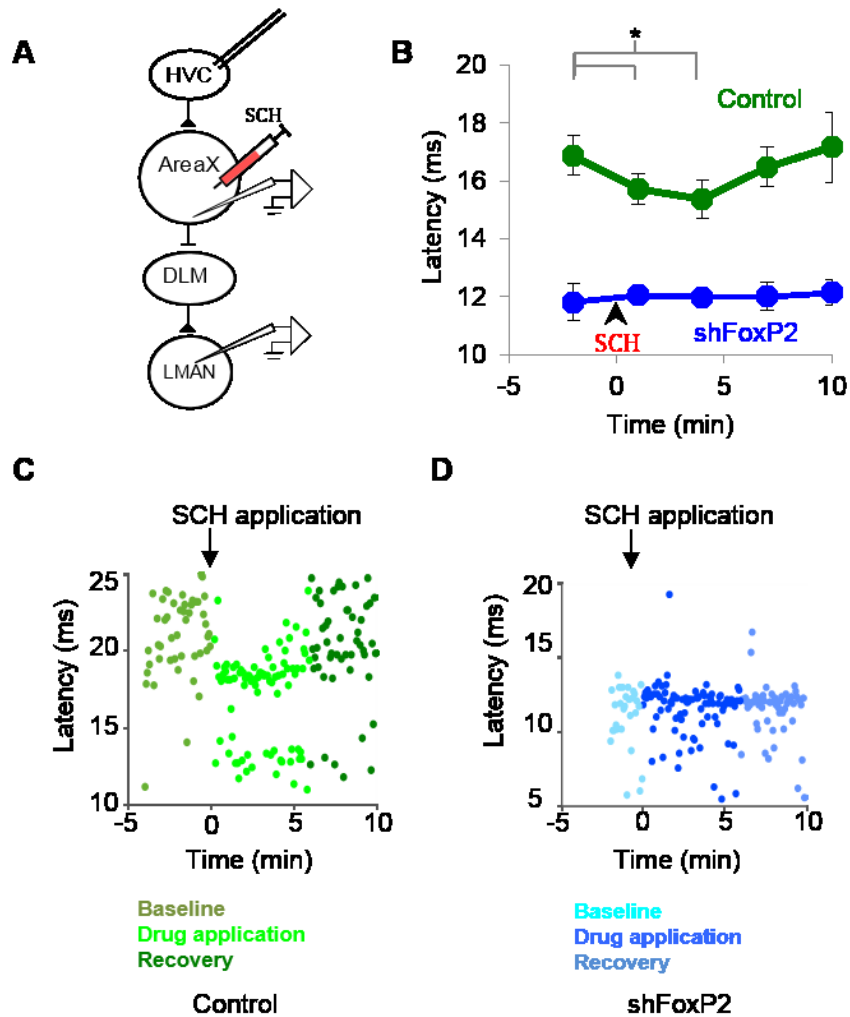 A
HVC
SCH
AreaX
DLM
LMAN
B
*
20
18
16
14
12
10
Latency (ms)
Control
shFoxP2
SCH
-5
0
5
10
Time (min)
C
SCH application
25
20
15
10
Latency (ms)
-5
0
5
10
Time (min)
Baseline
Drug application
Recovery
Control
D
SCH application
20
15
10
5
Latency (ms)
-5
0
5
10
Time (min)
Baseline
Drug application
Recovery
shFoxP2